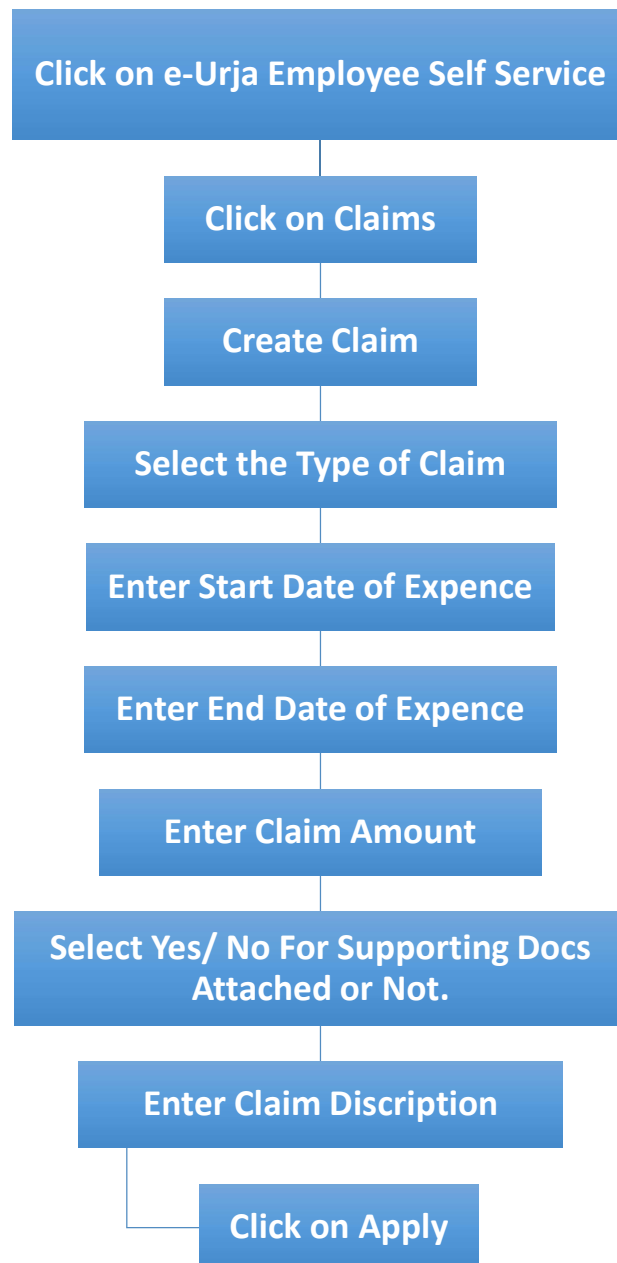 Click on e-Urja Employee Self Service
Click on Claims
Create Claim
Select the Type of Claim
Enter Start Date of Expence
Enter End Date of Expence
Enter Claim Amount
Select Yes/ No For Supporting Docs
Attached or Not.
Enter Claim Discription
Click on Apply